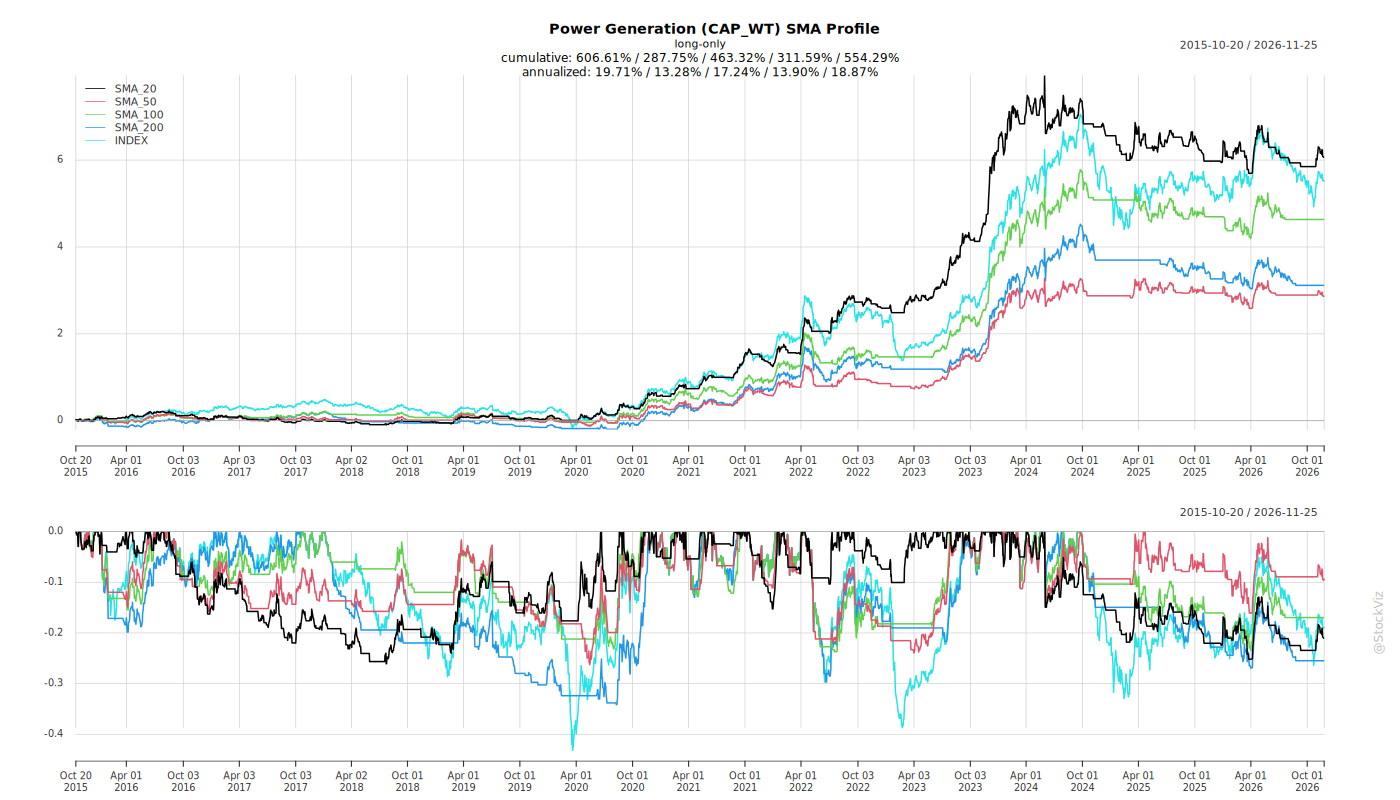 Power Generation (CAP_WT) SMA Profile
long-only
cumulative: 606.61% / 287.75% / 463.32% / 311.59% / 554.29%
annualized: 19.71% / 13.28% / 17.24% / 13.90% / 18.87%
2015-10-20 / 2026-11-25
SMA_20
SMA_50
SMA_100
SMA_200
INDEX
6
4
2
0
Oct 20 Apr 01 Oct 03 Apr 03 Oct 03 Apr 02 Oct 01 Apr 01 Oct 01 Apr 01 Oct 01 Apr 01 Oct 01 Apr 01 Oct 03 Apr 03 Oct 03 Apr 01 Oct 01 Apr 01 Oct 01 Apr 01 Oct 01
2015 2016 2016 2017 2017 2018 2018 2019 2019 2020 2020 2021 2021 2022 2022 2023 2023 2024 2024 2025 2025 2026 2026
2015-10-20 / 2026-11-25
0.0
-0.1
-0.2
-0.3
-0.4
Oct 20 Apr 01 Oct 03 Apr 03 Oct 03 Apr 02 Oct 01 Apr 01 Oct 01 Apr 01 Oct 01 Apr 01 Oct 01 Apr 01 Oct 03 Apr 03 Oct 03 Apr 01 Oct 01 Apr 01 Oct 01 Apr 01 Oct 01
2015 2016 2016 2017 2017 2018 2018 2019 2019 2020 2020 2021 2021 2022 2022 2023 2023 2024 2024 2025 2025 2026 2026
@StockViz